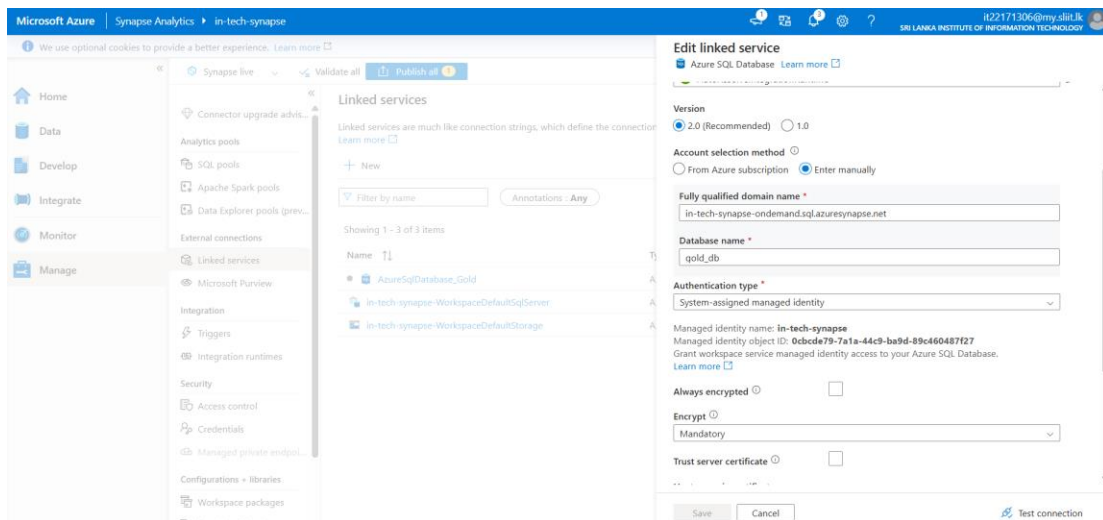 Microsoft Azure
Synapse Analytics
in-tech-synapse
1
3
it22171306@my.sliit.lk
SRI LANKA INSTITUTE OF INFORMATION TECHNOLOGY
We use optional cookies to provide a better experience. Learn more
Synapse live
Validate all
Publish all 1
Home
Data
Develop
Integrate
Monitor
Manage
Connector upgrade advis...
Analytics pools
SQL pools
Apache Spark pools
Data Explorer pools (prev...
External connections
Linked services
Microsoft Purview
Integration
Triggers
Integration runtimes
Security
Access control
Credentials
Managed private endpoi...
Configurations + libraries
Workspace packages
Linked services
Linked services are much like connection strings, which define the connection
Learn more
New
Filter by name
Annotations : Any
Showing 1 - 3 of 3 items
Name
Ty
AzureSqlDatabase_Gold
A
in-tech-synapse-WorkspaceDefaultSqlServer
A
in-tech-synapse-WorkspaceDefaultStorage
A
Edit linked service
Azure SQL Database Learn more
Version
2.0 (Recommended) 1.0
Account selection method
From Azure subscription Enter manually
Fully qualified domain name *
in-tech-synapse-ondemand.sql.azuresynapse.net
Database name *
gold_db
Authentication type *
System-assigned managed identity
Managed identity name: in-tech-synapse
Managed identity object ID: 0cbcde79-7a1a-44c9-ba9d-89c460487f27
Grant workspace service managed identity access to your Azure SQL Database.
Learn more
Always encrypted
Encrypt
Mandatory
Trust server certificate
Save
Cancel
Test connection